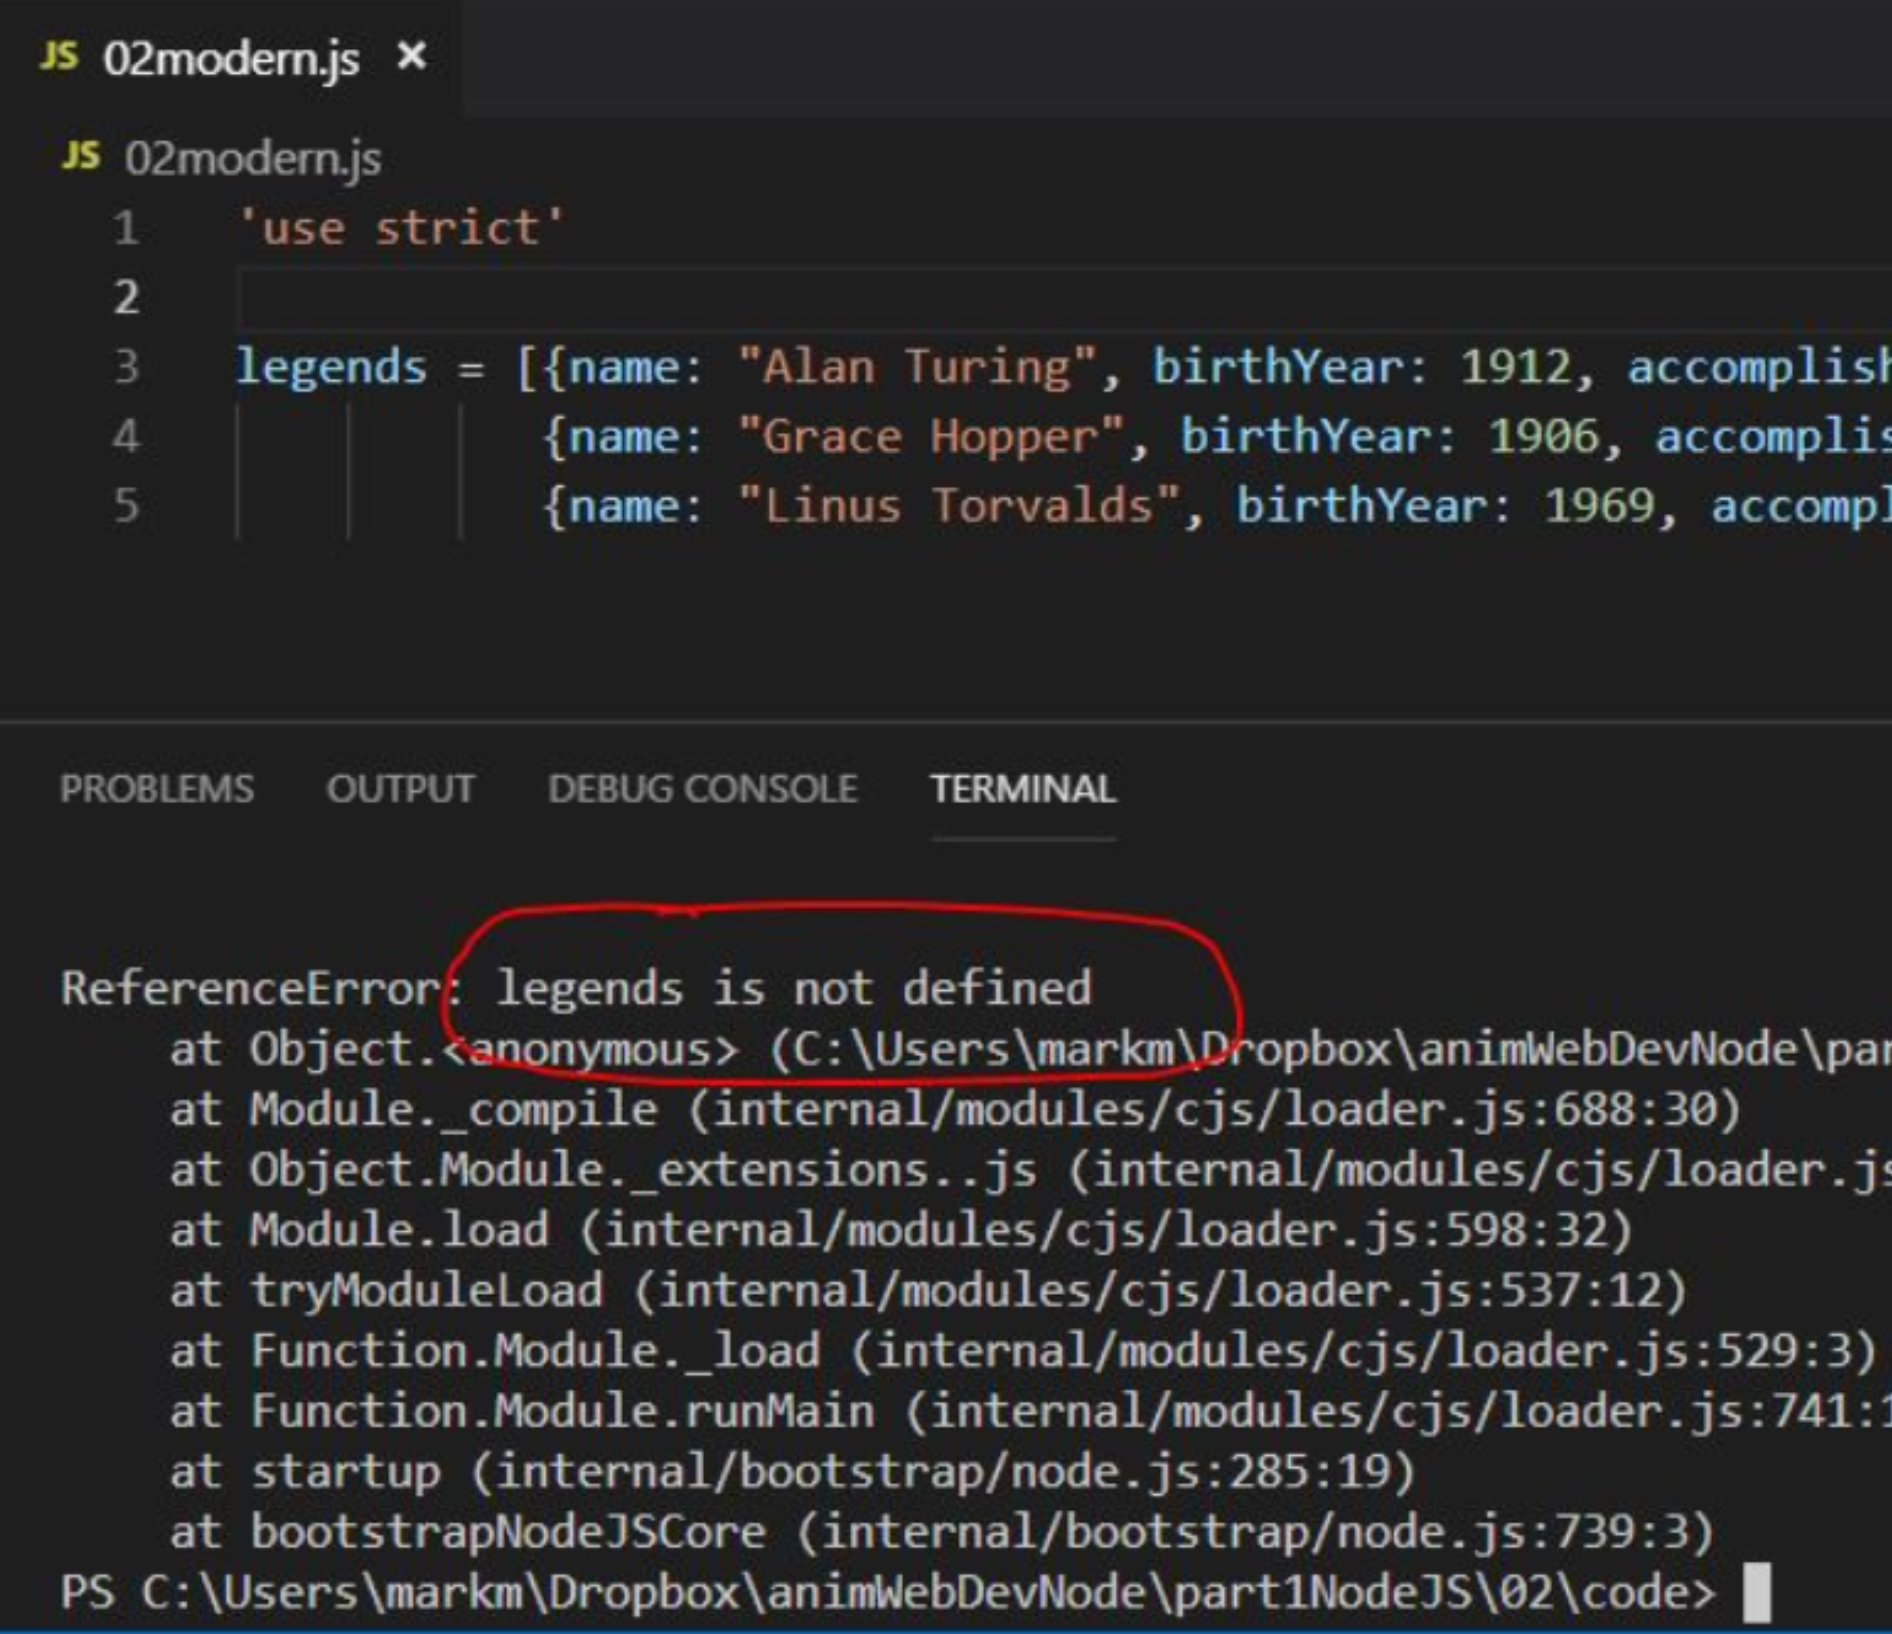 JS 02modern.js ×
JS 02modern.js
1 'use strict'
2
3 legends = [{name: "Alan Turing", birthYear: 1912, accomplish
4 {name: "Grace Hopper", birthYear: 1906, accomplis
5 {name: "Linus Torvalds", birthYear: 1969, accompl
PROBLEMS OUTPUT DEBUG CONSOLE TERMINAL
ReferenceError: legends is not defined
at Object.<anonymous> (C:\Users\markm\Dropbox\animWebDevNode\par
at Module._compile (internal/modules/cjs/loader.js:688:30)
at Object.Module._extensions..js (internal/modules/cjs/loader.js
at Module.load (internal/modules/cjs/loader.js:598:32)
at tryModuleLoad (internal/modules/cjs/loader.js:537:12)
at Function.Module._load (internal/modules/cjs/loader.js:529:3)
at Function.Module.runMain (internal/modules/cjs/loader.js:741:1
at startup (internal/bootstrap/node.js:285:19)
at bootstrapNodeJSCore (internal/bootstrap/node.js:739:3)
PS C:\Users\markm\Dropbox\animWebDevNode\part1NodeJS\02\code>